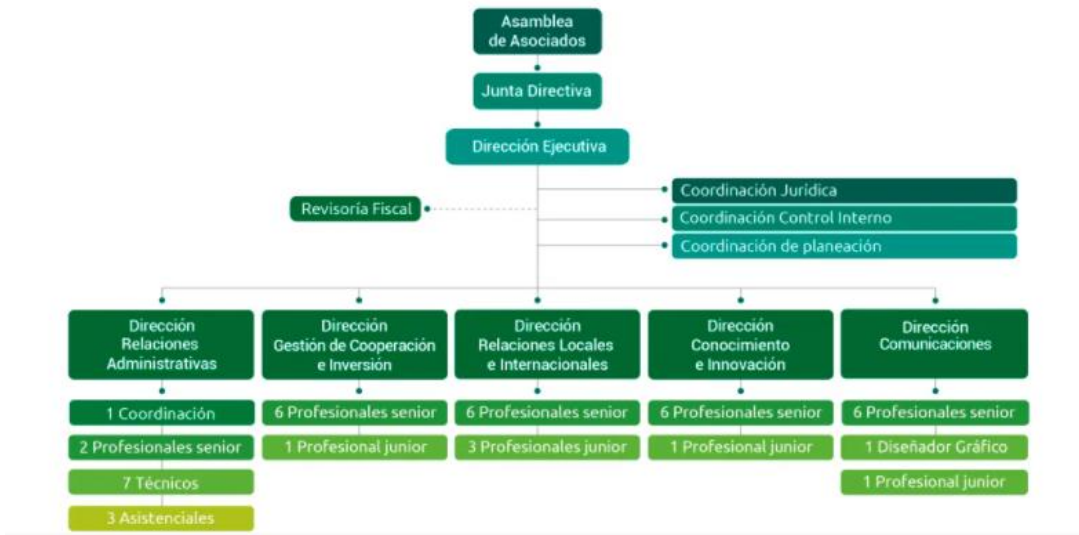 Asamblea
de Asociados
Junta Directiva
Dirección Ejecutiva
Coordinación Jurídica
Revisoría Fiscal
Coordinación Control Interno
Coordinación de planeación
Dirección
Relaciones
Administrativas
1 Coordinación
2 Profesionales senior
7 Técnicos
3 Asistenciales
Dirección
Gestión de Cooperación
e Inversión
6 Profesionales senior
1 Profesional junior
Dirección
Relaciones Locales
e Internacionales
6 Profesionales senior
3 Profesionales junior
Dirección
Conocimiento
e Innovación
6 Profesionales senior
1 Profesional junior
Dirección
Comunicaciones
6 Profesionales senior
1 Diseñador Gráfico
1 Profesional junior